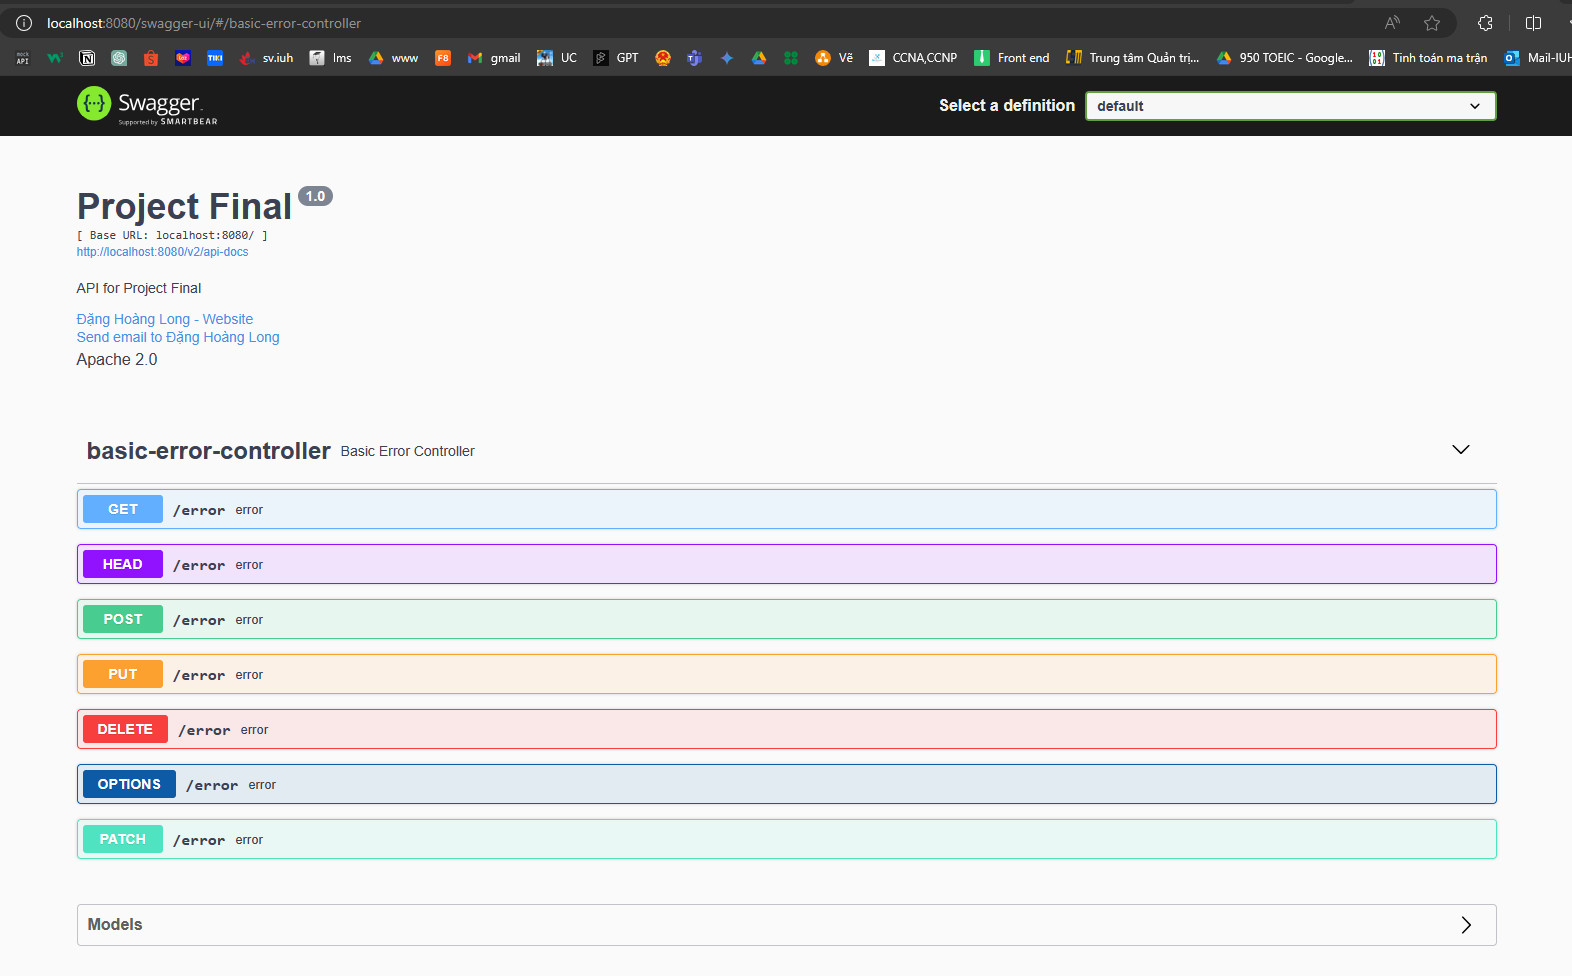 localhost:8080/swagger-ui/#/basic-error-controller
mock API sv.iuh lms www F8 gmail UC GPT Vẽ CCNA,CCNP Front end Trung tâm Quản trị... 950 TOEIC - Google... Tinh toán ma trận Mail-IUH
TIKI
Swagger. Select a definition default
Supported by SMARTBEAR
Project Final 1.0
[ Base URL: localhost:8080/ ]
http://localhost:8080/v2/api-docs
API for Project Final
Đặng Hoàng Long - Website
Send email to Đặng Hoàng Long
Apache 2.0
basic-error-controller Basic Error Controller
GET /error error
HEAD /error error
POST /error error
PUT /error error
DELETE /error error
OPTIONS /error error
PATCH /error error
Models